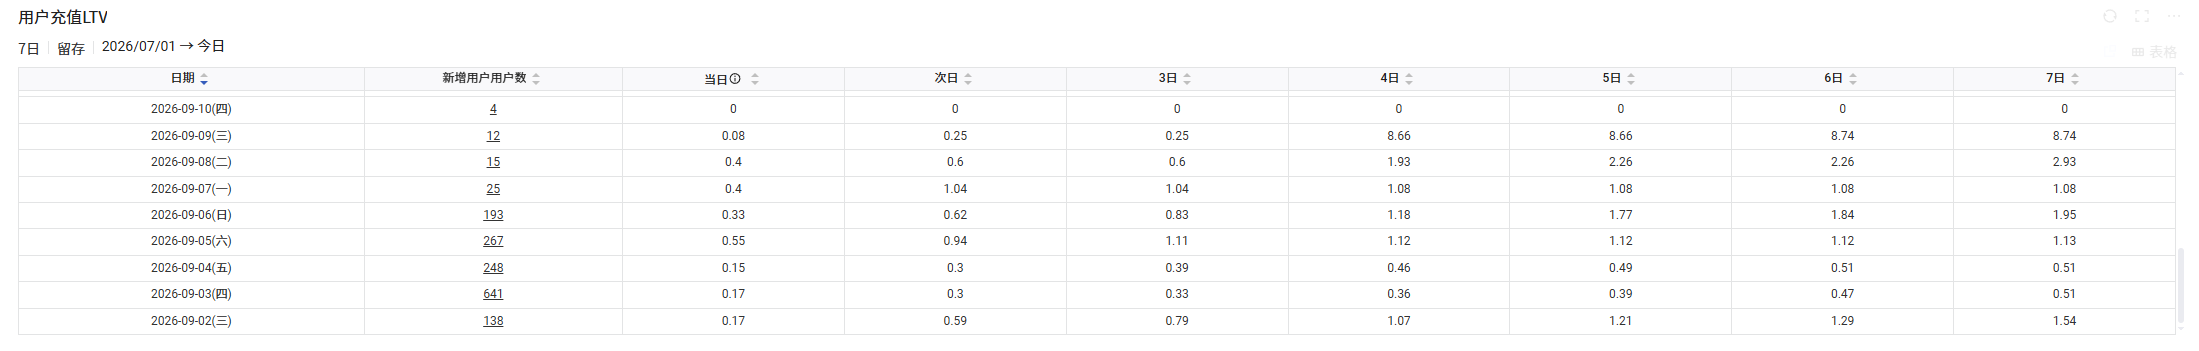 用户充值LTV
7日 留存 2026/07/01 → 今日
表格
日期 新增用户用户数 当日 次日 3日 4日 5日 6日 7日
2026-09-10(四) 4 0 0 0 0 0 0 0
2026-09-09(三) 12 0.08 0.25 0.25 8.66 8.66 8.74 8.74
2026-09-08(二) 15 0.4 0.6 0.6 1.93 2.26 2.26 2.93
2026-09-07(一) 25 0.4 1.04 1.04 1.08 1.08 1.08 1.08
2026-09-06(日) 193 0.33 0.62 0.83 1.18 1.77 1.84 1.95
2026-09-05(六) 267 0.55 0.94 1.11 1.12 1.12 1.12 1.13
2026-09-04(五) 248 0.15 0.3 0.39 0.46 0.49 0.51 0.51
2026-09-03(四) 641 0.17 0.3 0.33 0.36 0.39 0.47 0.51
2026-09-02(三) 138 0.17 0.59 0.79 1.07 1.21 1.29 1.54